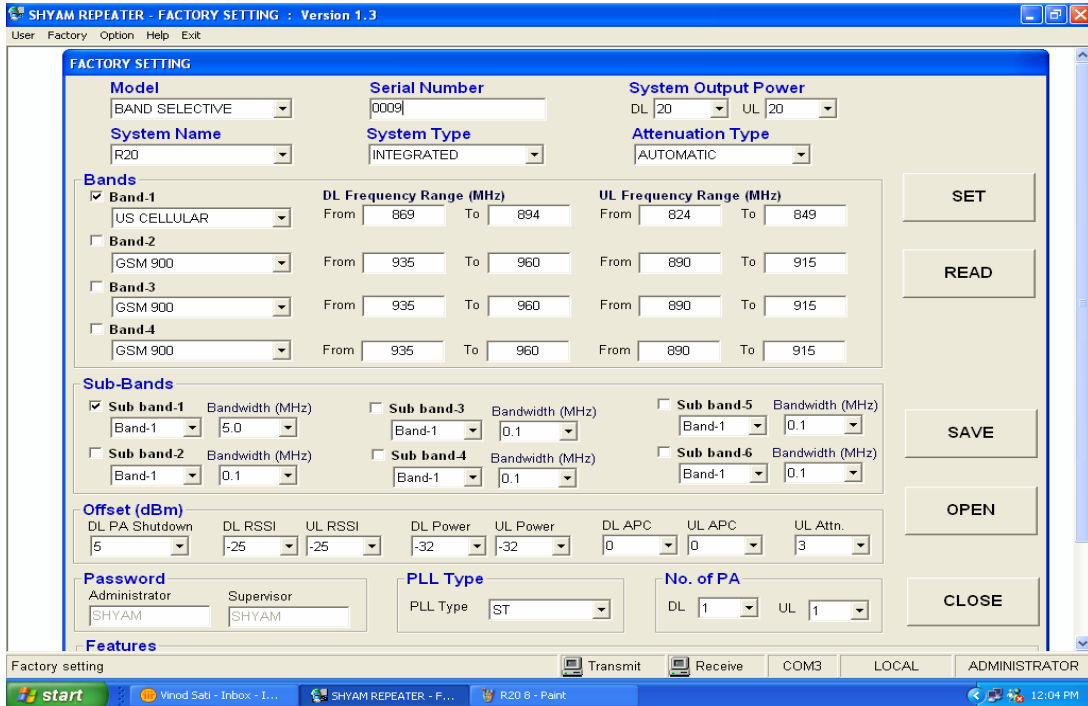 SHYAM REPEATER - FACTORY SETTING : Version 1.3
User Factory Option Help Exit
FACTORY SETTING
Model Serial Number System Output Power
BAND SELECTIVE 0009 DL 20 UL 20
System Name System Type Attenuation Type
R20 INTEGRATED AUTOMATIC
Bands
Band-1 DL Frequency Range (MHz) UL Frequency Range (MHz)
US CELLULAR From 869 To 894 From 824 To 849
Band-2
GSM 900 From 935 To 960 From 890 To 915
Band-3
GSM 900 From 935 To 960 From 890 To 915
Band-4
GSM 900 From 935 To 960 From 890 To 915
SET
READ
Sub-Bands
Sub band-1 Bandwidth (MHz) Sub band-3 Bandwidth (MHz) Sub band-5 Bandwidth (MHz)
Band-1 5.0 Band-1 0.1 Band-1 0.1
Sub band-2 Bandwidth (MHz) Sub band-4 Bandwidth (MHz) Sub band-6 Bandwidth (MHz)
Band-1 0.1 Band-1 0.1 Band-1 0.1
SAVE
Offset (dBm)
DL PA Shutdown DL RSSI UL RSSI DL Power UL Power DL APC UL APC UL Attn.
5 -25 -25 -32 -32 0 0 3
OPEN
Password PLL Type No. of PA
Administrator Supervisor PLL Type ST DL 1 UL 1
SHYAM SHYAM
CLOSE
Features
Factory setting Transmit Receive COM3 LOCAL ADMINISTRATOR
start Vinod Sati - Inbox - I... SHYAM REPEATER - F... R20 8 - Paint 12:04 PM